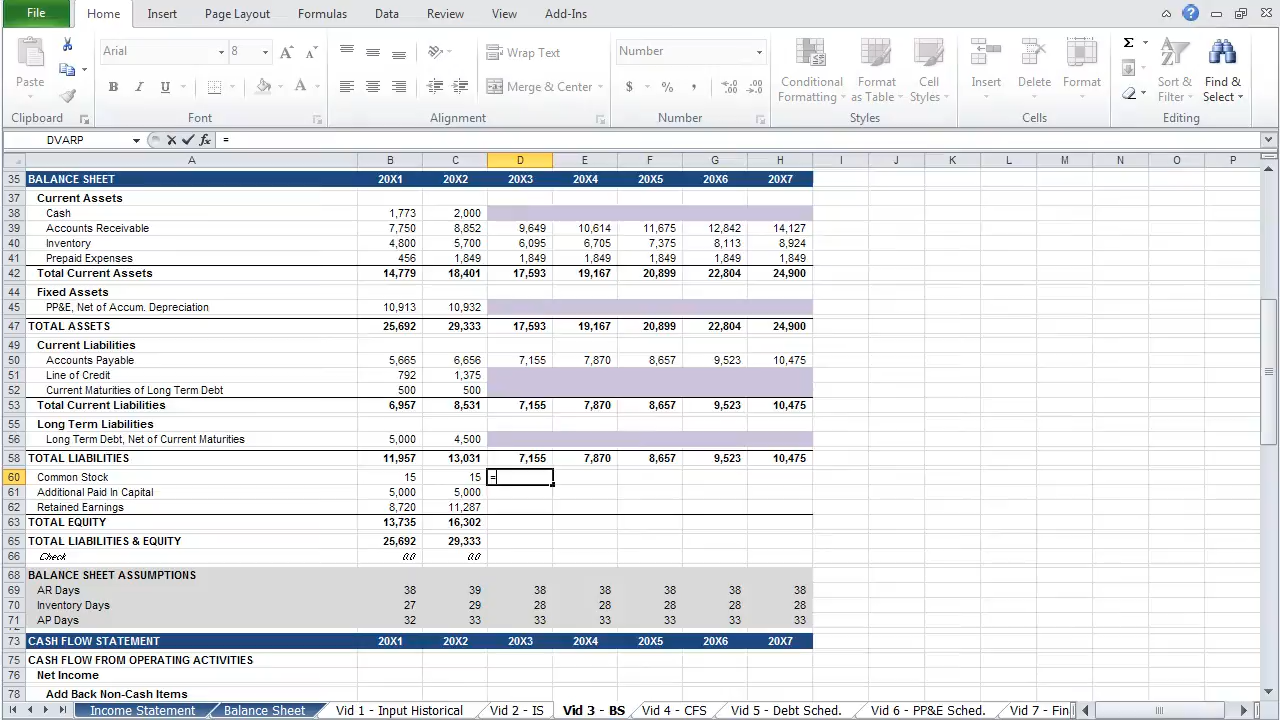 File Home Insert Page Layout Formulas Data Review View Add-Ins
Arial 8 Wrap Text Number
Paste B I U Merge & Center $ % , Conditional Formatting Format as Table Cell Styles Insert Delete Format Σ Sort & Filter Find & Select
Clipboard Font Alignment Number Styles Cells Editing
DVARP fx =
A B C D E F G H I J K L M N O P
35 BALANCE SHEET 20X1 20X2 20X3 20X4 20X5 20X6 20X7
37 Current Assets
38 Cash 1,773 2,000
39 Accounts Receivable 7,750 8,852 9,649 10,614 11,675 12,842 14,127
40 Inventory 4,800 5,700 6,095 6,705 7,375 8,113 8,924
41 Prepaid Expenses 456 1,849 1,849 1,849 1,849 1,849 1,849
42 Total Current Assets 14,779 18,401 17,593 19,167 20,899 22,804 24,900
44 Fixed Assets
45 PP&E, Net of Accum. Depreciation 10,913 10,932
47 TOTAL ASSETS 25,692 29,333 17,593 19,167 20,899 22,804 24,900
49 Current Liabilities
50 Accounts Payable 5,665 6,656 7,155 7,870 8,657 9,523 10,475
51 Line of Credit 792 1,375
52 Current Maturities of Long Term Debt 500 500
53 Total Current Liabilities 6,957 8,531 7,155 7,870 8,657 9,523 10,475
55 Long Term Liabilities
56 Long Term Debt, Net of Current Maturities 5,000 4,500
58 TOTAL LIABILITIES 11,957 13,031 7,155 7,870 8,657 9,523 10,475
60 Common Stock 15 15 =
61 Additional Paid In Capital 5,000 5,000
62 Retained Earnings 8,720 11,287
63 TOTAL EQUITY 13,735 16,302
65 TOTAL LIABILITIES & EQUITY 25,692 29,333
66 Check 0.0 0.0
68 BALANCE SHEET ASSUMPTIONS
69 AR Days 38 39 38 38 38 38 38
70 Inventory Days 27 29 28 28 28 28 28
71 AP Days 32 33 33 33 33 33 33
73 CASH FLOW STATEMENT 20X1 20X2 20X3 20X4 20X5 20X6 20X7
75 CASH FLOW FROM OPERATING ACTIVITIES
76 Net Income
78 Add Back Non-Cash Items
Income Statement Balance Sheet Vid 1 - Input Historical Vid 2 - IS Vid 3 - BS Vid 4 - CFS Vid 5 - Debt Sched. Vid 6 - PP&E Sched. Vid 7 - Fin